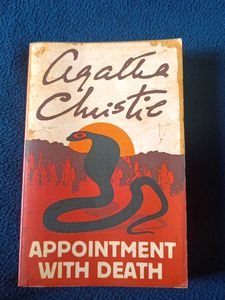 Agatha
Christie
APPOINTMENT
WITH DEATH